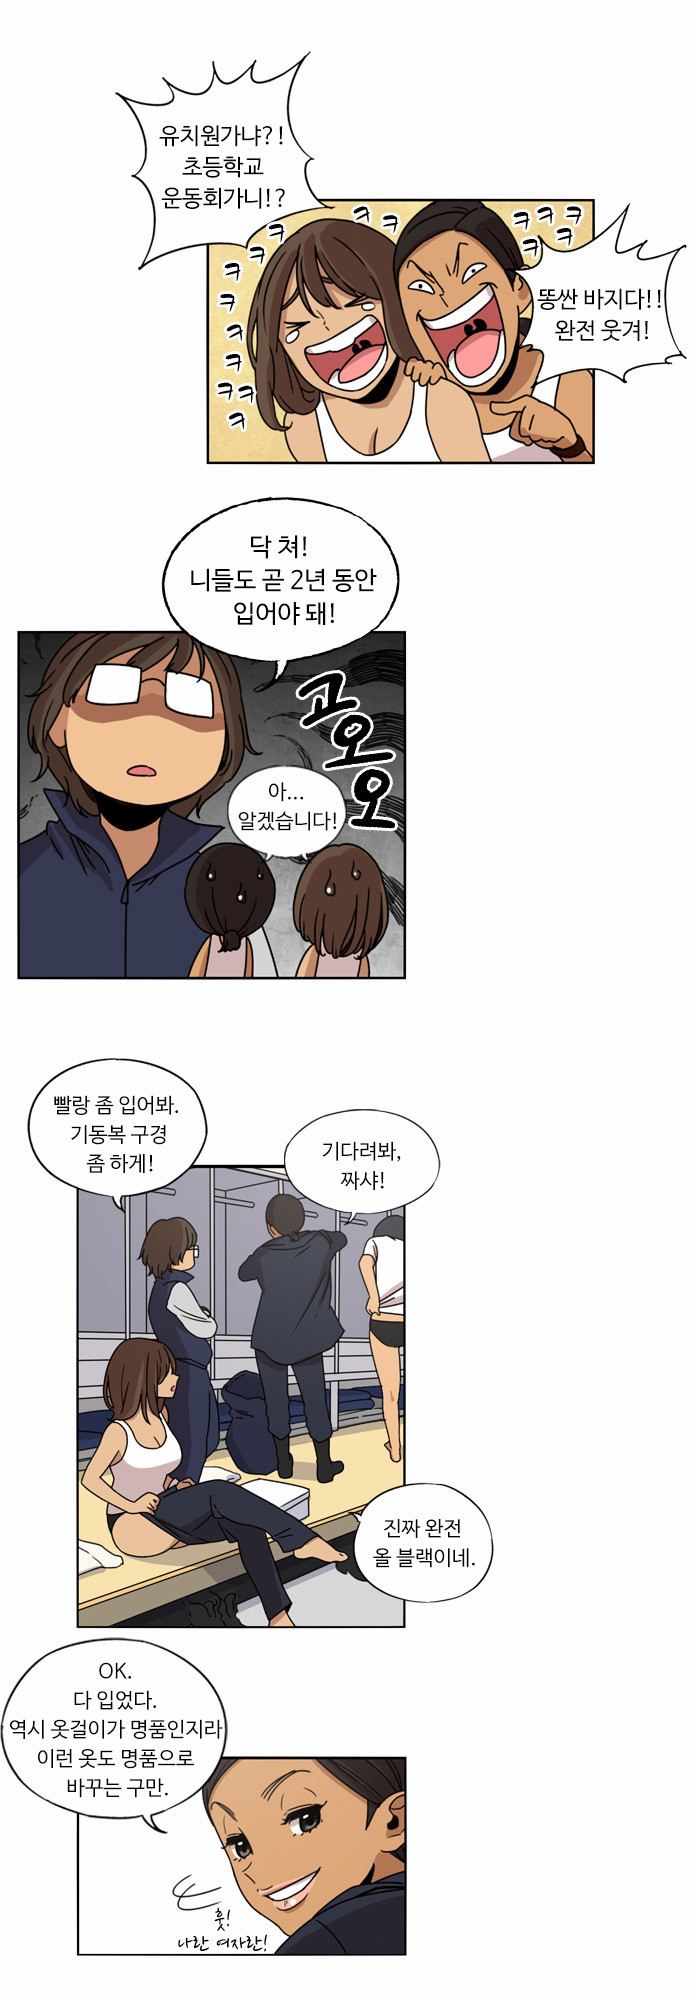 유치원가냐?!
초등학교
운동회가니!?
ㅋ ㅋ ㅋ ㅋ ㅋ ㅋ ㅋ ㅋ ㅋ
ㅋ ㅋ ㅋ ㅋ ㅋ
똥싼 바지다!!
완전 웃겨!
닥 쳐!
니들도 곧 2년 동안
입어야 돼!
고오오
아...
알겠습니다!
빨랑 좀 입어봐.
기동복 구경
좀 하게!
기다려봐,
짜샤!
진짜 완전
올 블랙이네.
OK.
다 입었다.
역시 옷걸이가 명품인지라
이런 옷도 명품으로
바꾸는 구만.
훗!
나란 여자란!